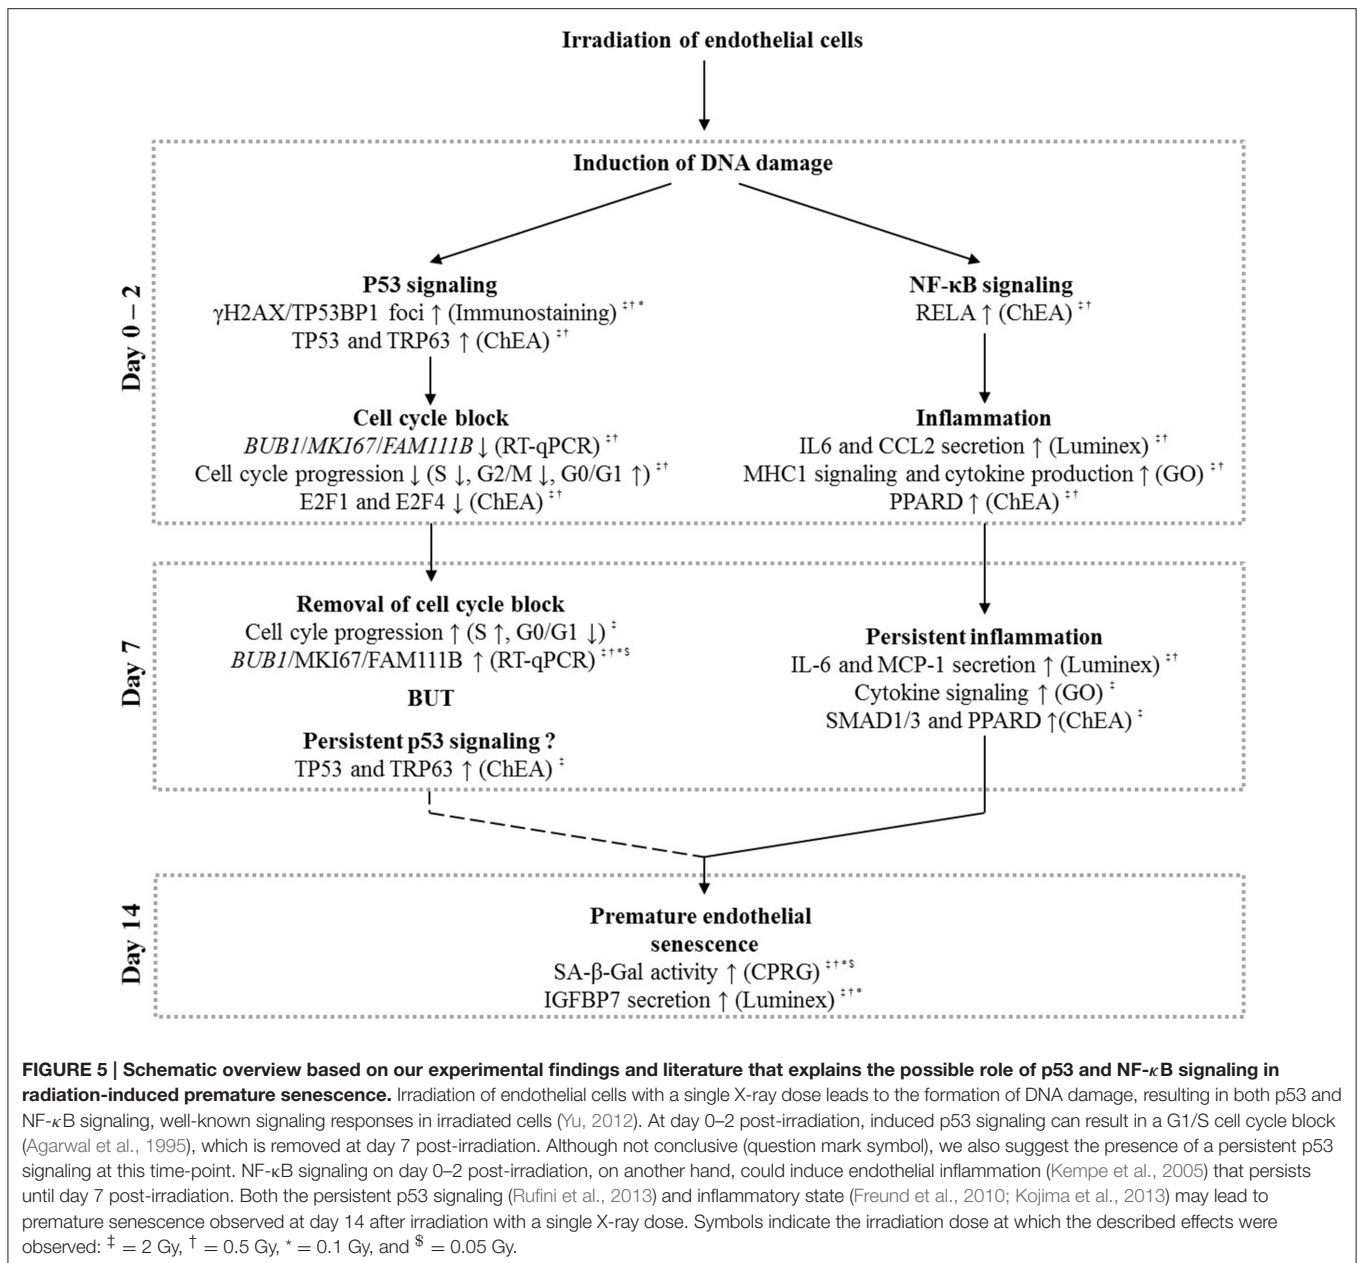 Irradiation of endothelial cells
Induction of DNA damage
Day 0 – 2
P53 signaling
γH2AX/TP53BP1 foci ↑ (Immunostaining) ‡†*
TP53 and TRP63 ↑ (ChEA) ‡†
NF-κB signaling
RELA ↑ (ChEA) ‡†
Cell cycle block
BUB1/MKI67/FAM111B ↓ (RT-qPCR) ‡†
Cell cycle progression ↓ (S ↓, G2/M ↓, G0/G1 ↑) ‡†
E2F1 and E2F4 ↓ (ChEA) ‡†
Inflammation
IL6 and CCL2 secretion ↑ (Luminex) ‡†
MHC1 signaling and cytokine production ↑ (GO) ‡†
PPARD ↑ (ChEA) ‡†
Day 7
Removal of cell cycle block
Cell cyle progression ↑ (S ↑, G0/G1 ↓) ‡
BUB1/MKI67/FAM111B ↑ (RT-qPCR) ‡†*$
BUT
Persistent p53 signaling ?
TP53 and TRP63 ↑ (ChEA) ‡
Persistent inflammation
IL-6 and MCP-1 secretion ↑ (Luminex) ‡†
Cytokine signaling ↑ (GO) ‡
SMAD1/3 and PPARD ↑(ChEA) ‡
Day 14
Premature endothelial
senescence
SA-β-Gal activity ↑ (CPRG) ‡†*$
IGFBP7 secretion ↑ (Luminex) ‡†*
FIGURE 5 | Schematic overview based on our experimental findings and literature that explains the possible role of p53 and NF-κB signaling in
radiation-induced premature senescence. Irradiation of endothelial cells with a single X-ray dose leads to the formation of DNA damage, resulting in both p53 and
NF-κB signaling, well-known signaling responses in irradiated cells (Yu, 2012). At day 0–2 post-irradiation, induced p53 signaling can result in a G1/S cell cycle block
(Agarwal et al., 1995), which is removed at day 7 post-irradiation. Although not conclusive (question mark symbol), we also suggest the presence of a persistent p53
signaling at this time-point. NF-κB signaling on day 0–2 post-irradiation, on another hand, could induce endothelial inflammation (Kempe et al., 2005) that persists
until day 7 post-irradiation. Both the persistent p53 signaling (Rufini et al., 2013) and inflammatory state (Freund et al., 2010; Kojima et al., 2013) may lead to
premature senescence observed at day 14 after irradiation with a single X-ray dose. Symbols indicate the irradiation dose at which the described effects were
observed: ‡ = 2 Gy, † = 0.5 Gy, * = 0.1 Gy, and $ = 0.05 Gy.